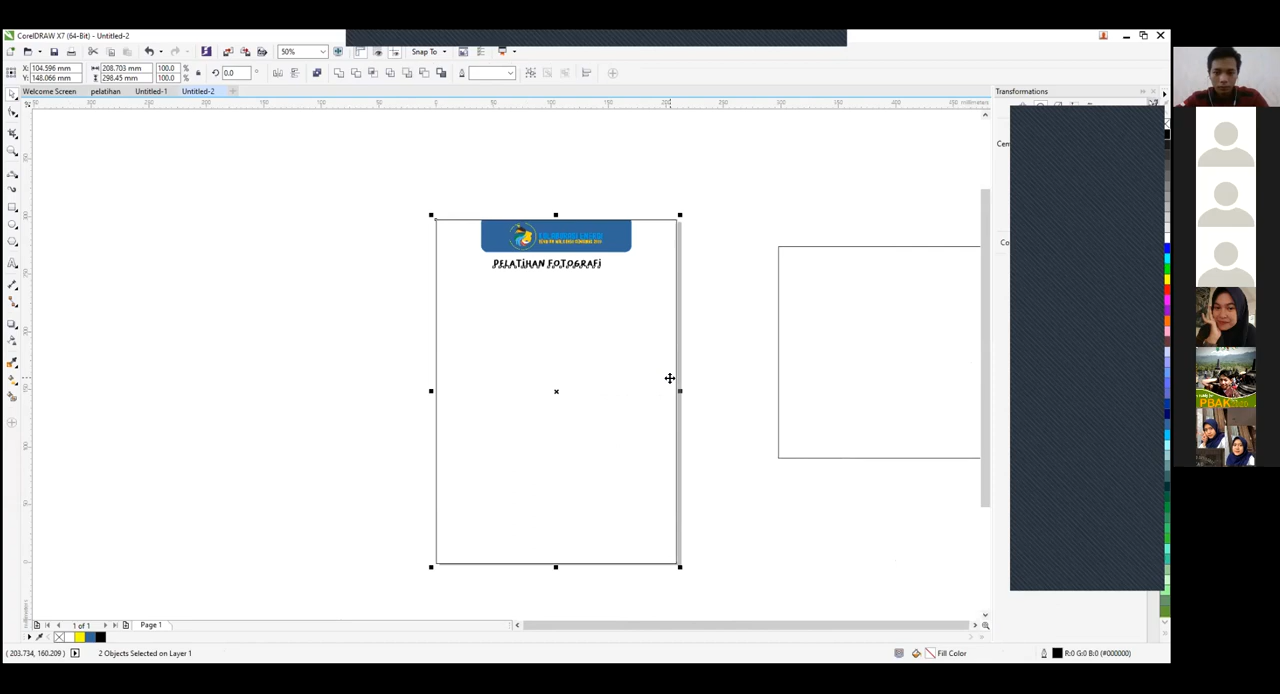 CorelDRAW X7 (64-Bit) - Untitled-2
50%
Snap To
X: 104.596 mm
Y: 148.066 mm
208.703 mm
298.45 mm
100.0 %
100.0 %
0.0 °
Welcome Screen
pelatihan
Untitled-1
Untitled-2
Transformations
millimeters
PELATiHAN FOTOGRAFi
1 of 1
Page 1
( 203.734, 160.209 )
2 Objects Selected on Layer 1
Fill Color
R:0 G:0 B:0 (#000000)
PBAK 2020